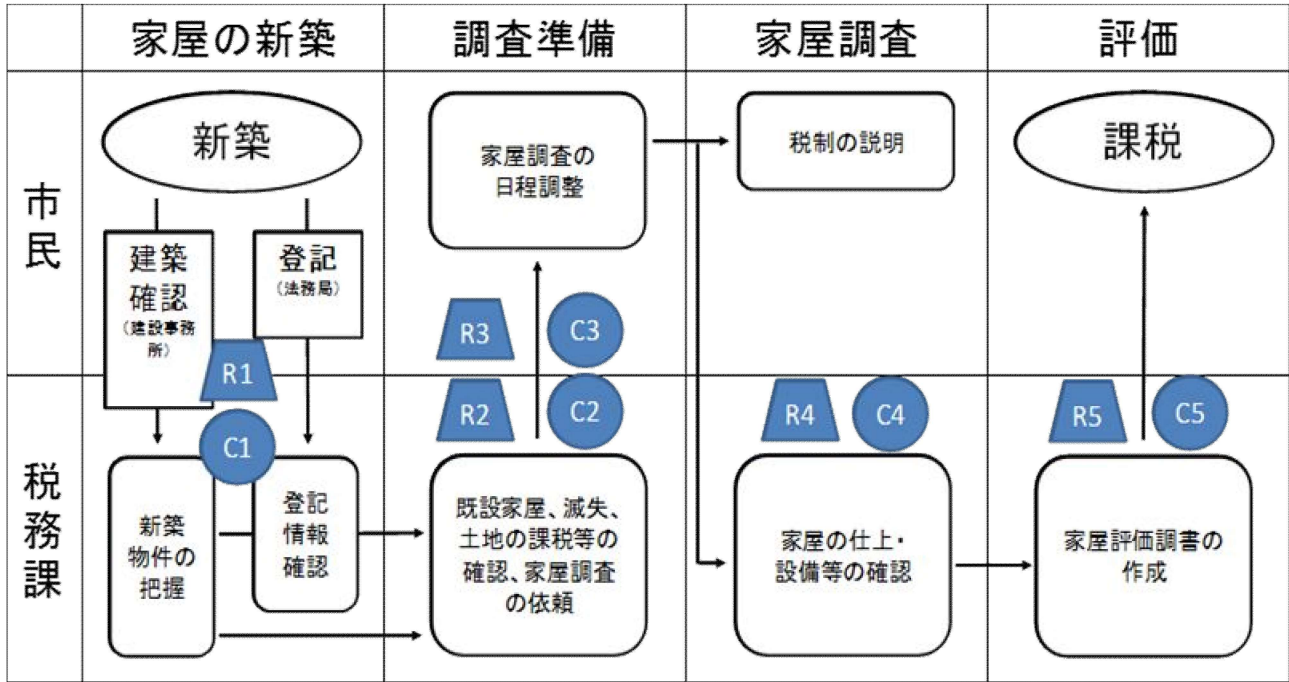 家屋の新築
調査準備
家屋調査
評価
市民
新築
建築
確認
(建設事務
所)
登記
(法務局)
家屋調査の
日程調整
税制の説明
課税
R1
C1
R3
C3
R2
C2
R4
C4
R5
C5
税務課
新築
物件の
把握
登記
情報
確認
既設家屋、滅失、
土地の課税等の
確認、家屋調査
の依頼
家屋の仕上・
設備等の確認
家屋評価調書の
作成